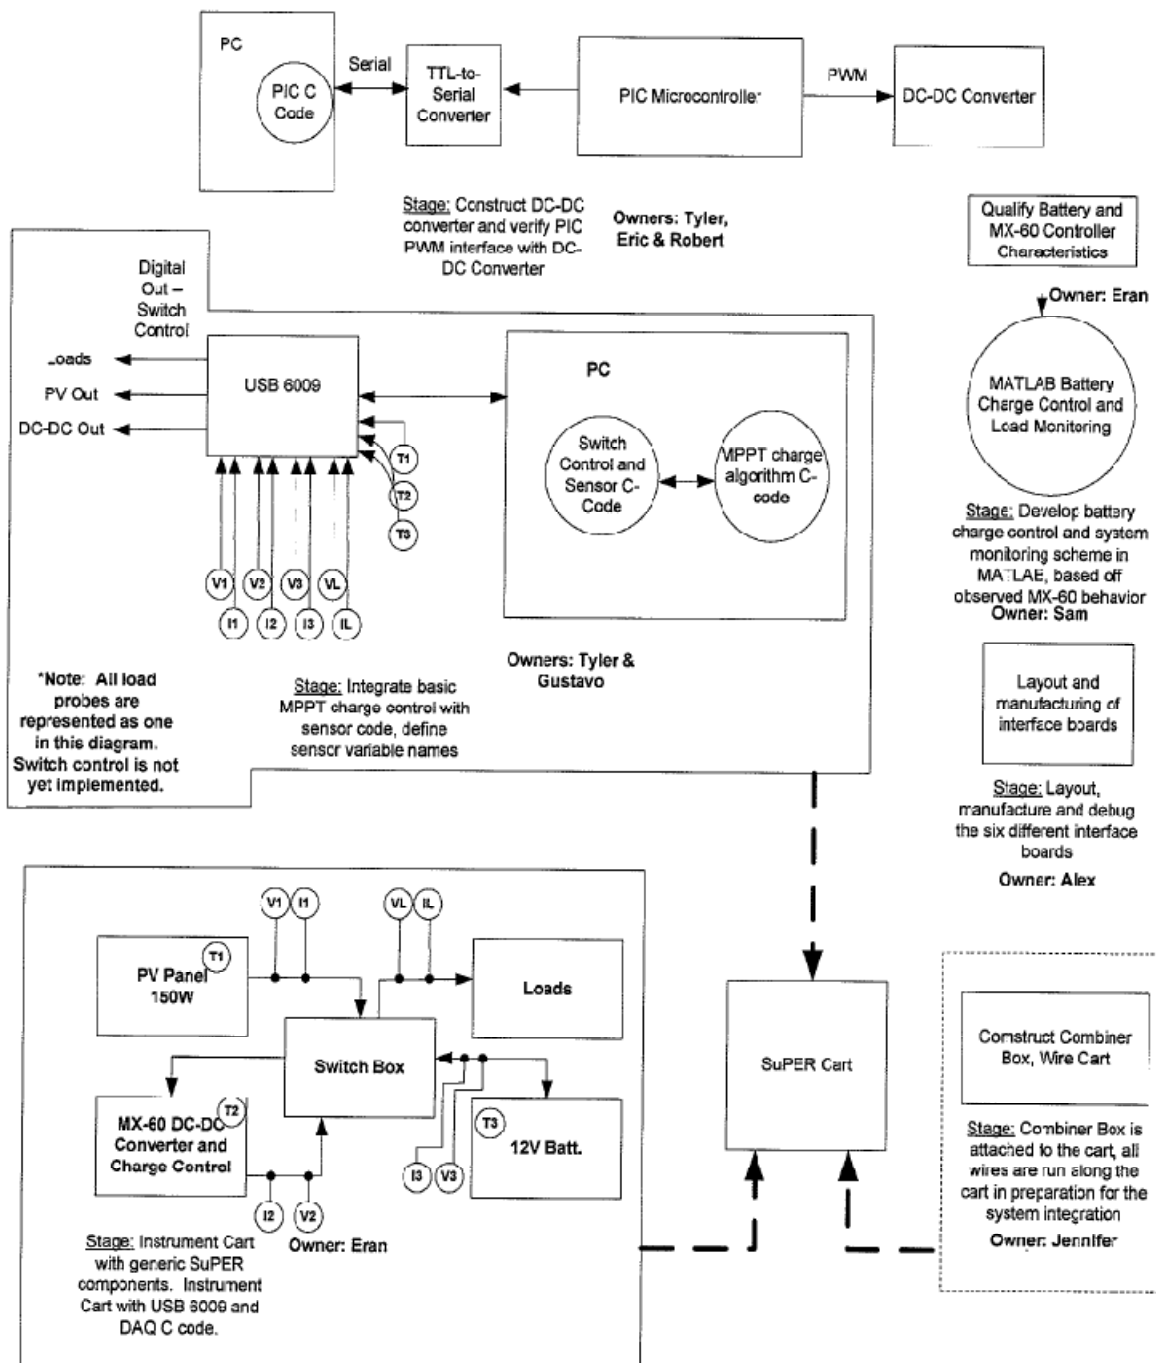 PC
PIC C
Code
Serial
TTL-to-
Serial
Converter
PIC Microcontroller
PWM
DC-DC Converter
Stage: Construct DC-DC
converter and verify PIC
PWM interface with DC-
DC Converter
Owners: Tyler,
Eric & Robert
Qualify Battery and
MX-60 Controller
Characteristics
Owner: Eran
MATLAB Battery
Charge Control and
Load Monitoring
Stage: Develop battery
charge control and system
monitoring scheme in
MATLAB, based off
observed MX-60 behavior
Owner: Sam
Digital
Out –
Switch
Control
Loads
PV Out
DC-DC Out
USB 6009
T1
T2
T3
V1
V2
V3
VL
I1
I2
I3
IL
PC
Switch
Control and
Sensor C-
Code
MPPT charge
algorithm C-
code
Owners: Tyler &
Gustavo
*Note: All load
probes are
represented as one
in this diagram.
Switch control is not
yet implemented.
Stage: Integrate basic
MPPT charge control with
sensor code, define
sensor variable names
Layout and
manufacturing of
interface boards
Stage: Layout,
manufacture and debug
the six different interface
boards
Owner: Alex
V1
I1
VL
IL
PV Panel
150W
T1
Loads
Switch Box
MX-60 DC-DC
Converter and
Charge Control
T2
T3
12V Batt.
I3
V3
I2
V2
Stage: Instrument Cart
with generic SuPER
components. Instrument
Cart with USB 6009 and
DAQ C code.
Owner: Eran
SuPER Cart
Construct Combiner
Box, Wire Cart
Stage: Combiner Box is
attached to the cart, all
wires are run along the
cart in preparation for the
system integration
Owner: Jennifer